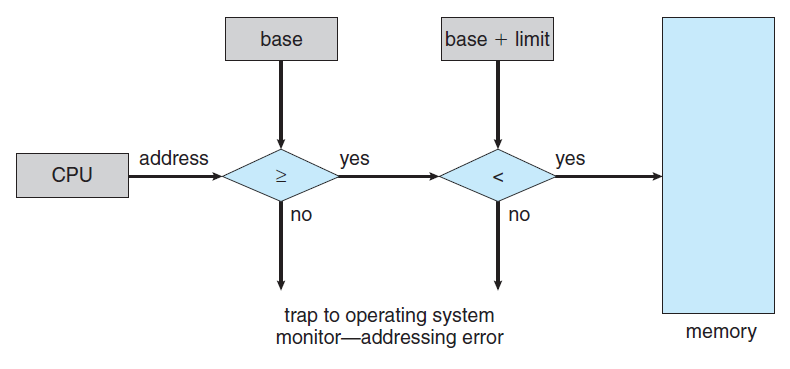 base
base + limit
CPU
address
≥
yes
<
yes
no
no
trap to operating system
monitor—addressing error
memory